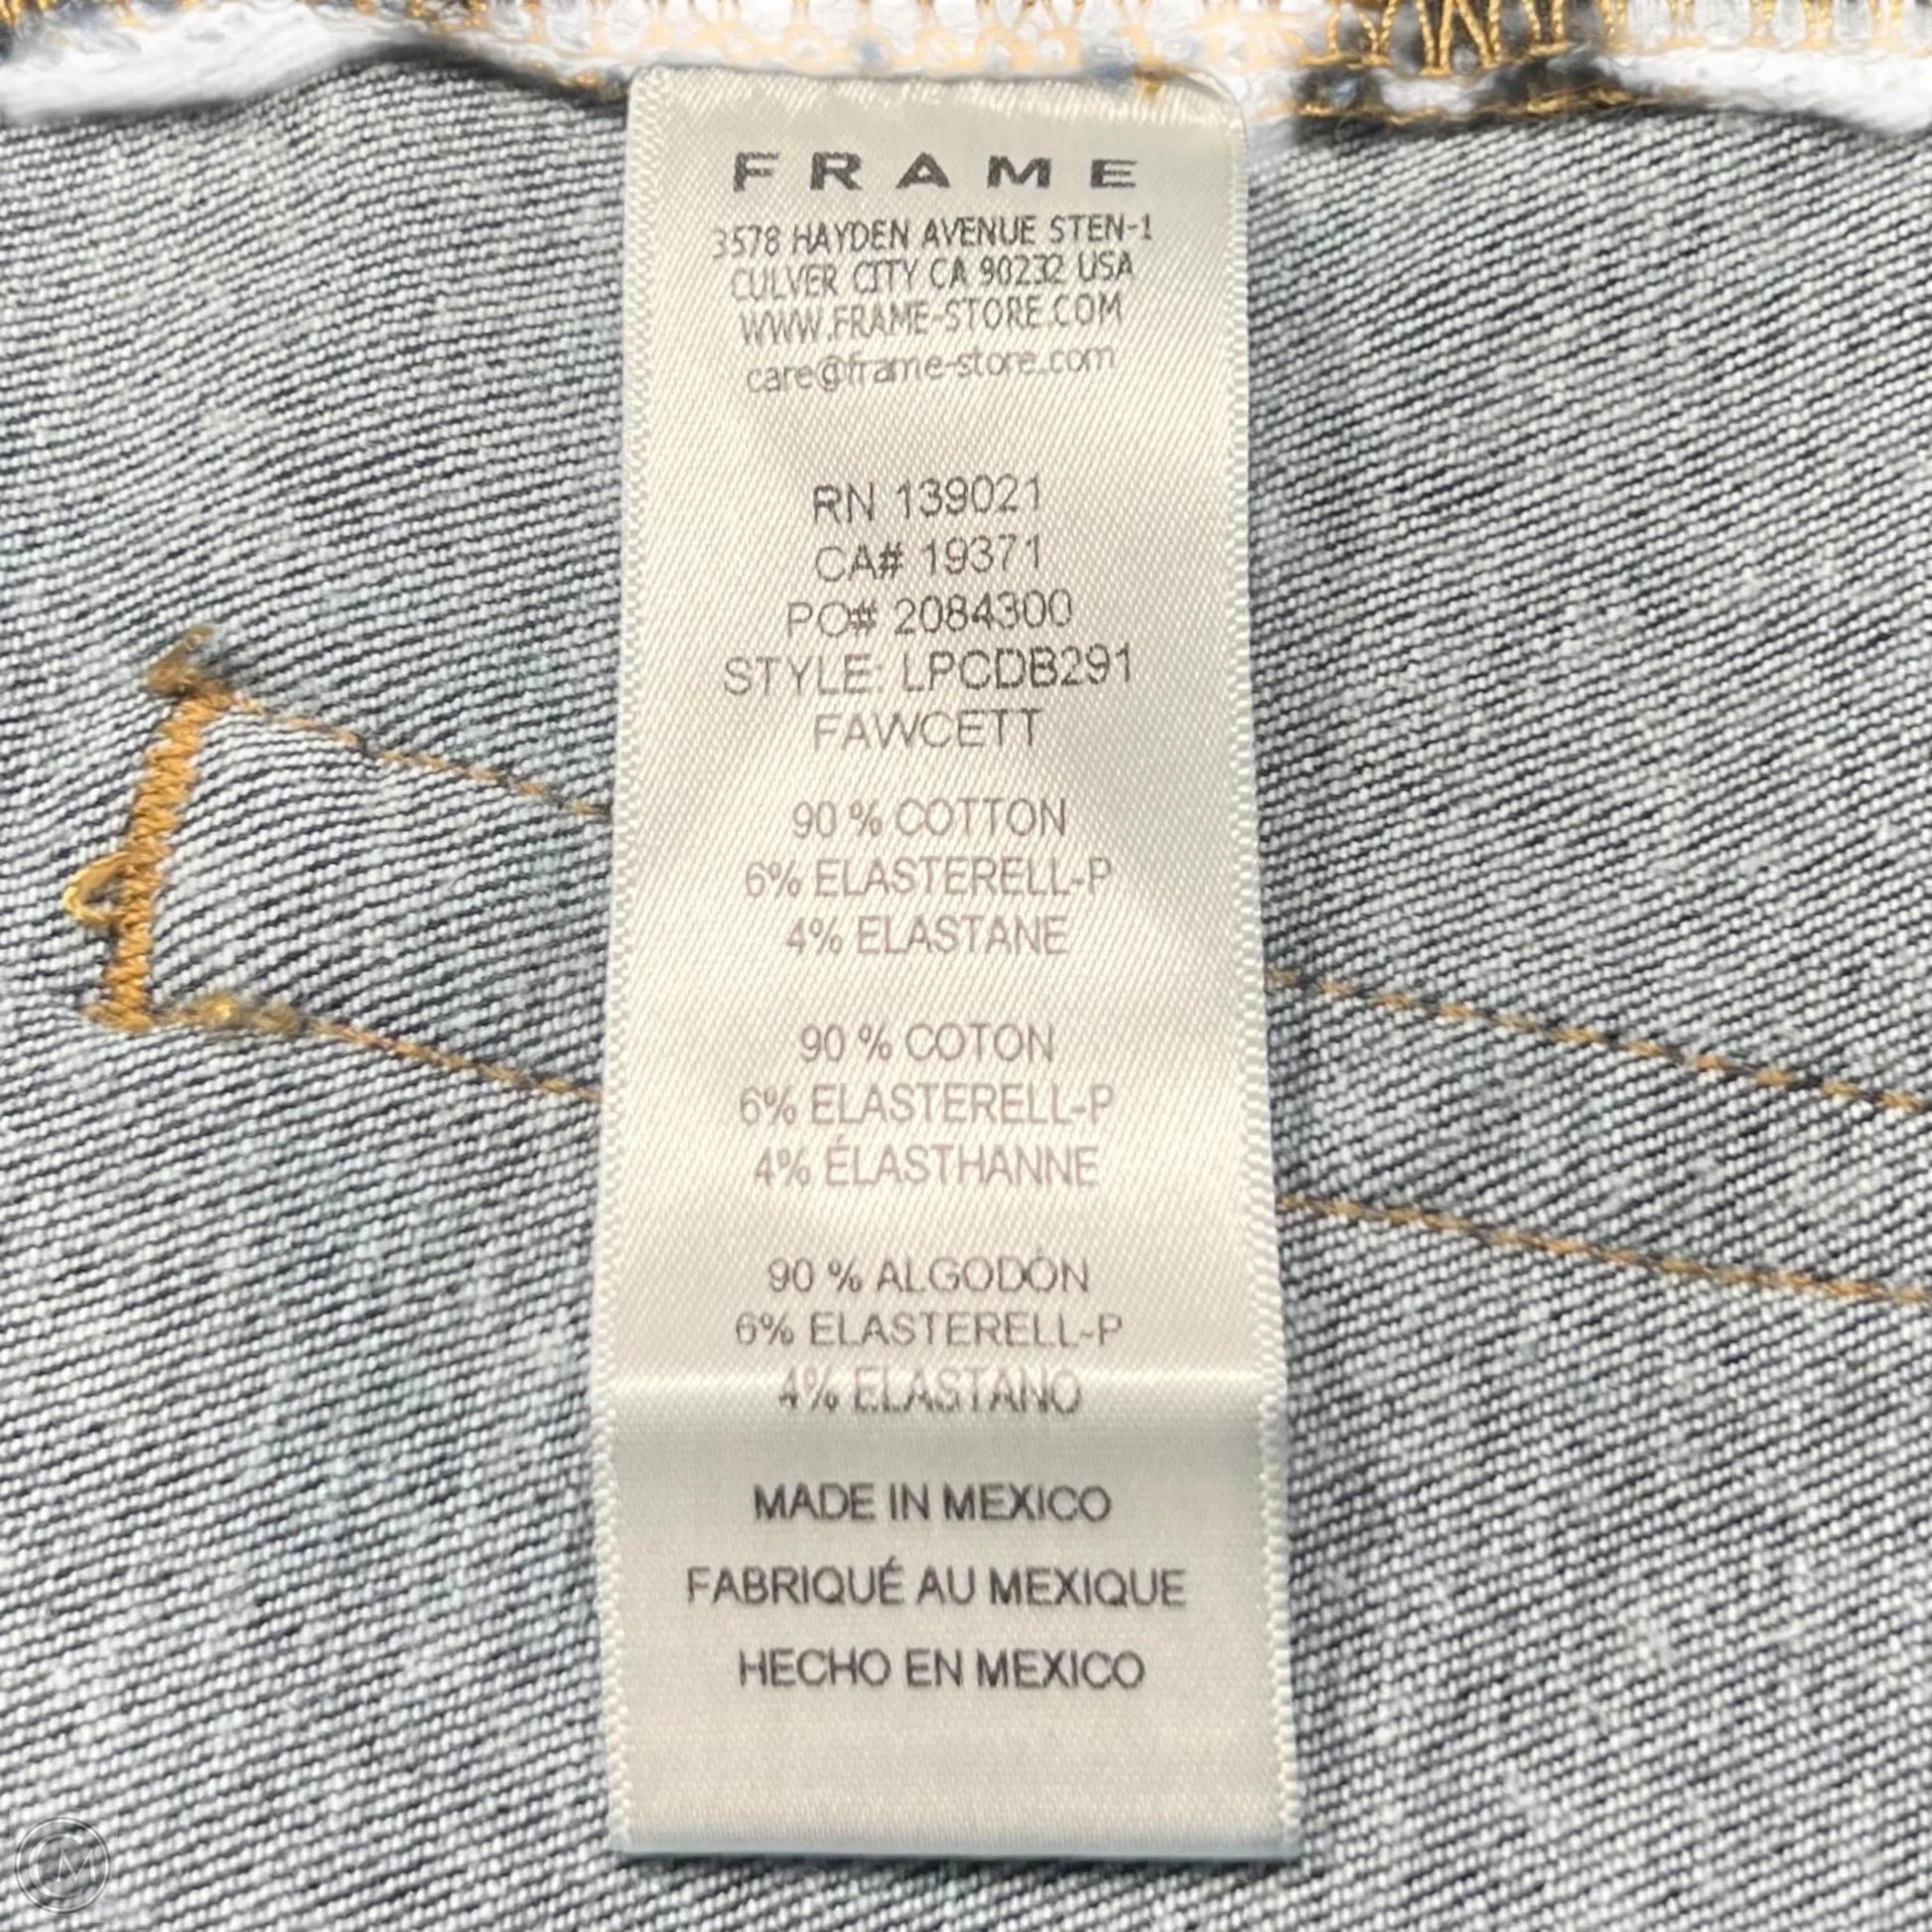 FRAME
3578 HAYDEN AVENUE STEN-1
CULVER CITY CA 90232 USA
WWW.FRAME-STORE.COM
care@frame-store.com
RN 139021
CA# 19371
PO# 2084300
STYLE: LPCDB291
FAWCETT
90 % COTTON
6% ELASTERELL-P
4% ELASTANE
90 % COTON
6% ELASTERELL-P
4% ÉLASTHANNE
90 % ALGODÓN
6% ELASTERELL-P
4% ELASTANO
MADE IN MEXICO
FABRIQUÉ AU MEXIQUE
HECHO EN MEXICO